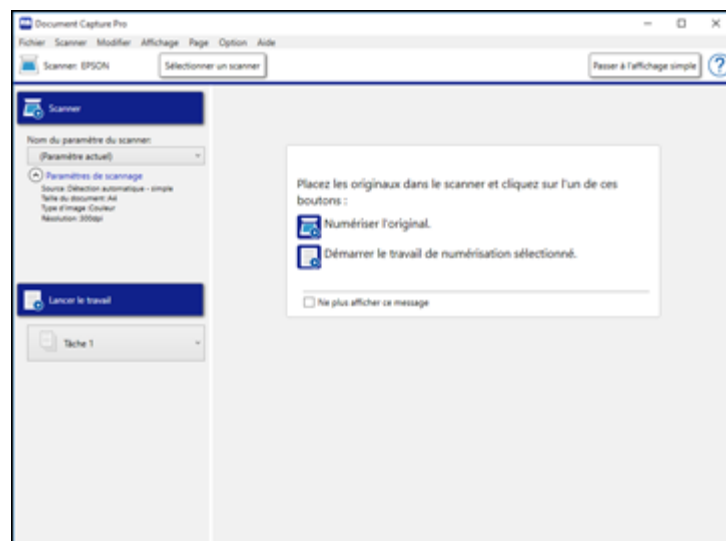 Document Capture Pro
Fichier Scanner Modifier Affichage Page Option Aide
Scanner: EPSON
Sélectionner un scanner
Passer à l'affichage simple
?
Scanner
Nom du paramètre du scanner:
(Paramètre actuel)
Paramètres de scannage
Source :Détection automatique - simple
Taille du document: A4
Type d'image :Couleur
Résolution :300dpi
Lancer le travail
Tâche 1
Placez les originaux dans le scanner et cliquez sur l'un de ces
boutons :
Numériser l'original.
Démarrer le travail de numérisation sélectionné.
Ne plus afficher ce message